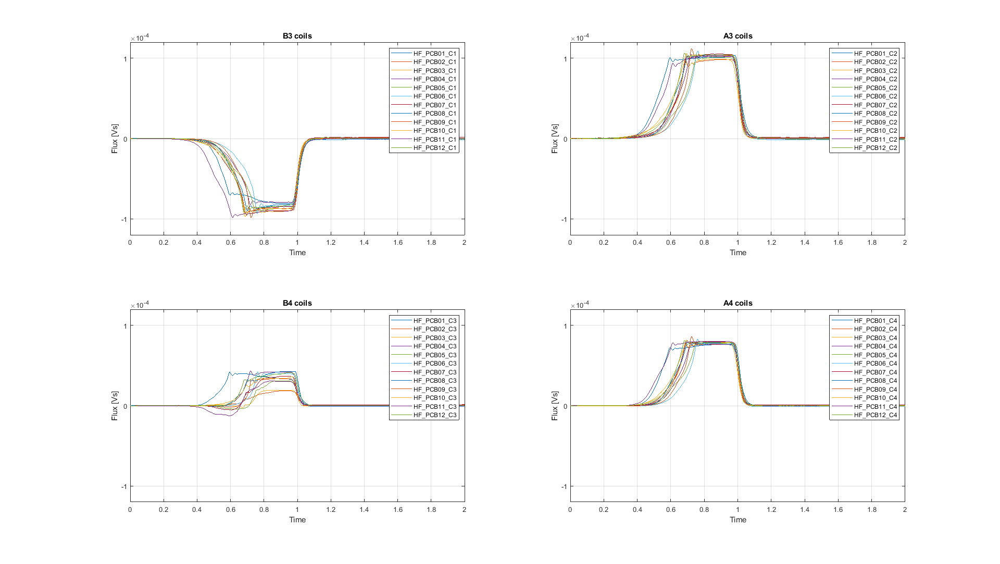 B3 coils
×10-4
1
0
-1
Flux [Vs]
0 0.2 0.4 0.6 0.8 1 1.2 1.4 1.6 1.8 2
Time
HF_PCB01_C1
HF_PCB02_C1
HF_PCB03_C1
HF_PCB04_C1
HF_PCB05_C1
HF_PCB06_C1
HF_PCB07_C1
HF_PCB08_C1
HF_PCB09_C1
HF_PCB10_C1
HF_PCB11_C1
HF_PCB12_C1
A3 coils
×10-4
1
0
-1
Flux [Vs]
0 0.2 0.4 0.6 0.8 1 1.2 1.4 1.6 1.8 2
Time
HF_PCB01_C2
HF_PCB02_C2
HF_PCB03_C2
HF_PCB04_C2
HF_PCB05_C2
HF_PCB06_C2
HF_PCB07_C2
HF_PCB08_C2
HF_PCB09_C2
HF_PCB10_C2
HF_PCB11_C2
HF_PCB12_C2
B4 coils
×10-4
1
0
-1
Flux [Vs]
0 0.2 0.4 0.6 0.8 1 1.2 1.4 1.6 1.8 2
Time
HF_PCB01_C3
HF_PCB02_C3
HF_PCB03_C3
HF_PCB04_C3
HF_PCB05_C3
HF_PCB06_C3
HF_PCB07_C3
HF_PCB08_C3
HF_PCB09_C3
HF_PCB10_C3
HF_PCB11_C3
HF_PCB12_C3
A4 coils
×10-4
1
0
-1
Flux [Vs]
0 0.2 0.4 0.6 0.8 1 1.2 1.4 1.6 1.8 2
Time
HF_PCB01_C4
HF_PCB02_C4
HF_PCB03_C4
HF_PCB04_C4
HF_PCB05_C4
HF_PCB06_C4
HF_PCB07_C4
HF_PCB08_C4
HF_PCB09_C4
HF_PCB10_C4
HF_PCB11_C4
HF_PCB12_C4